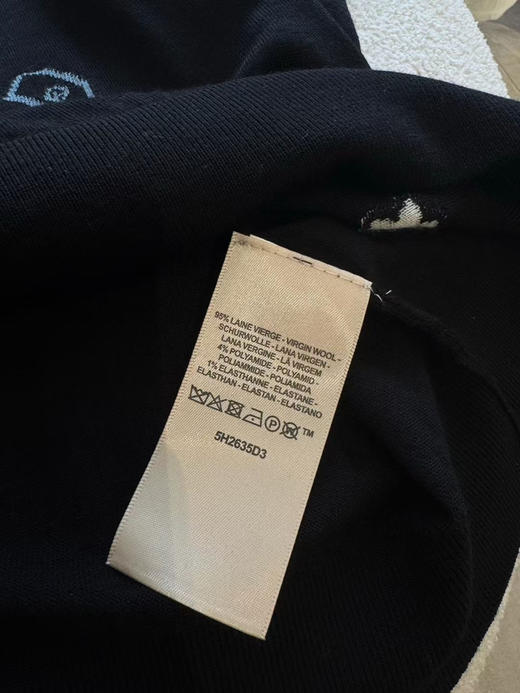 95% LAINE VIERGE - VIRGIN WOOL -
SCHURWOLLE - LANA VIRGEN -
LANA VERGINE - LÃ VIRGEM
4% POLYAMIDE - POLYAMID -
POLIAMMIDE - POLIAMIDA
1% ELASTHANNE - ELASTANE -
ELASTHAN - ELASTAN - ELASTANO
P W TM
5H2635D3